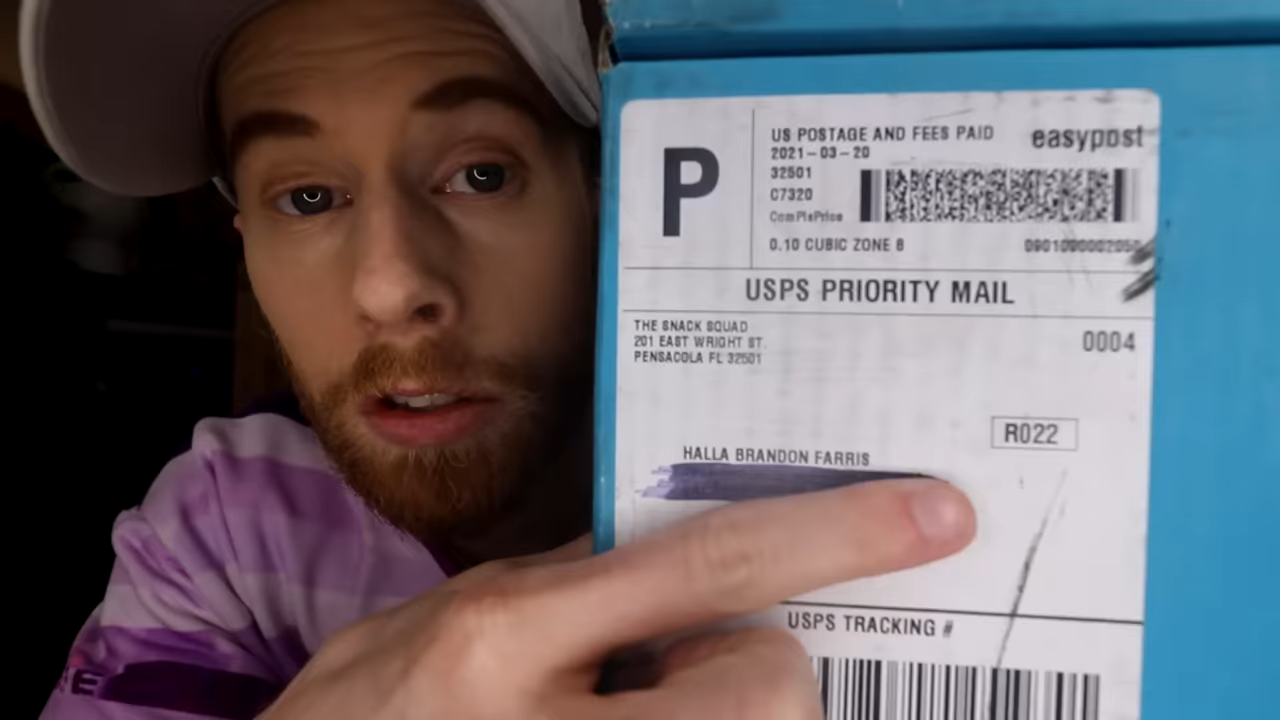 P
US POSTAGE AND FEES PAID
easypost
2021-03-20
32501
C7320
ComPlsPrice
0.10 CUBIC ZONE 8
0901000002050
USPS PRIORITY MAIL
THE SNACK SQUAD
201 EAST WRIGHT ST.
PENSACOLA FL 32501
0004
R022
HALLA BRANDON FARRIS
USPS TRACKING #